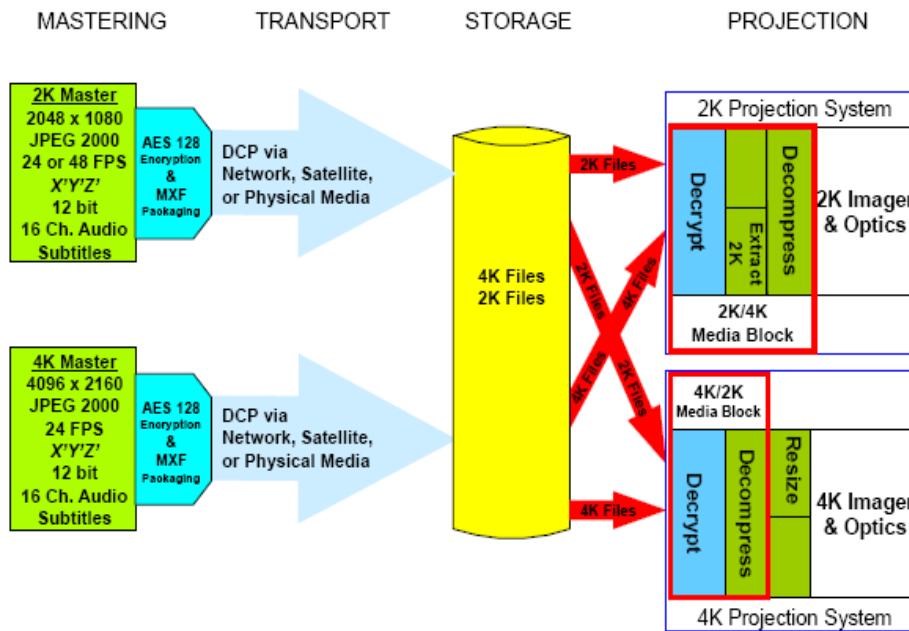 MASTERING
TRANSPORT
STORAGE
PROJECTION
2K Master
2048 x 1080
JPEG 2000
24 or 48 FPS
X'Y'Z'
12 bit
16 Ch. Audio
Subtitles
AES 128
Encryption
&
MXF
Packaging
DCP via
Network, Satellite,
or Physical Media
4K Master
4096 x 2160
JPEG 2000
24 FPS
X'Y'Z'
12 bit
16 Ch. Audio
Subtitles
AES 128
Encryption
&
MXF
Packaging
DCP via
Network, Satellite,
or Physical Media
4K Files
2K Files
2K Files
2K Files
4K Files
4K Files
2K Files
4K Files
2K Projection System
Decrypt
Extract
2K
Decompress
2K Imager
& Optics
2K/4K
Media Block
4K/2K
Media Block
Decrypt
Decompress
Resize
4K Imager
& Optics
4K Projection System